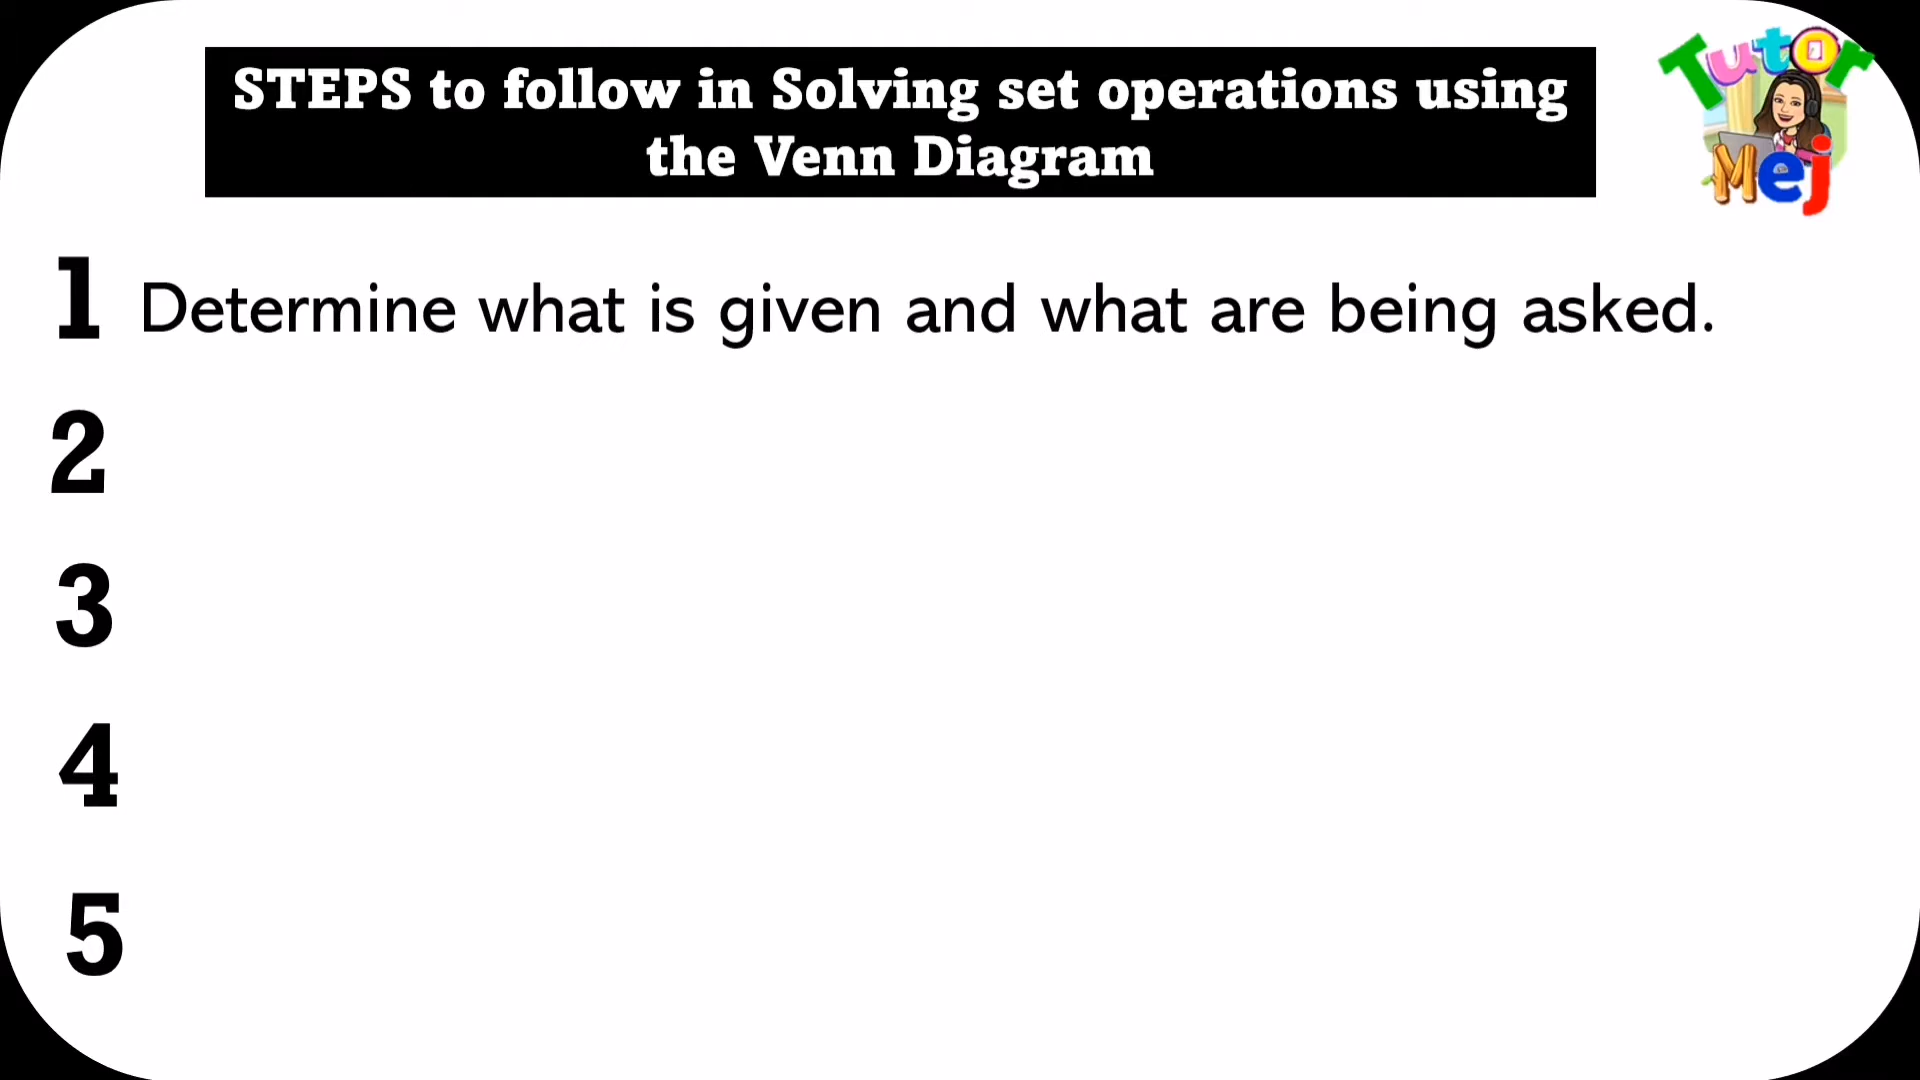 STEPS to follow in Solving set operations using
the Venn Diagram
Tutor
Mej
1 Determine what is given and what are being asked.
2
3
4
5